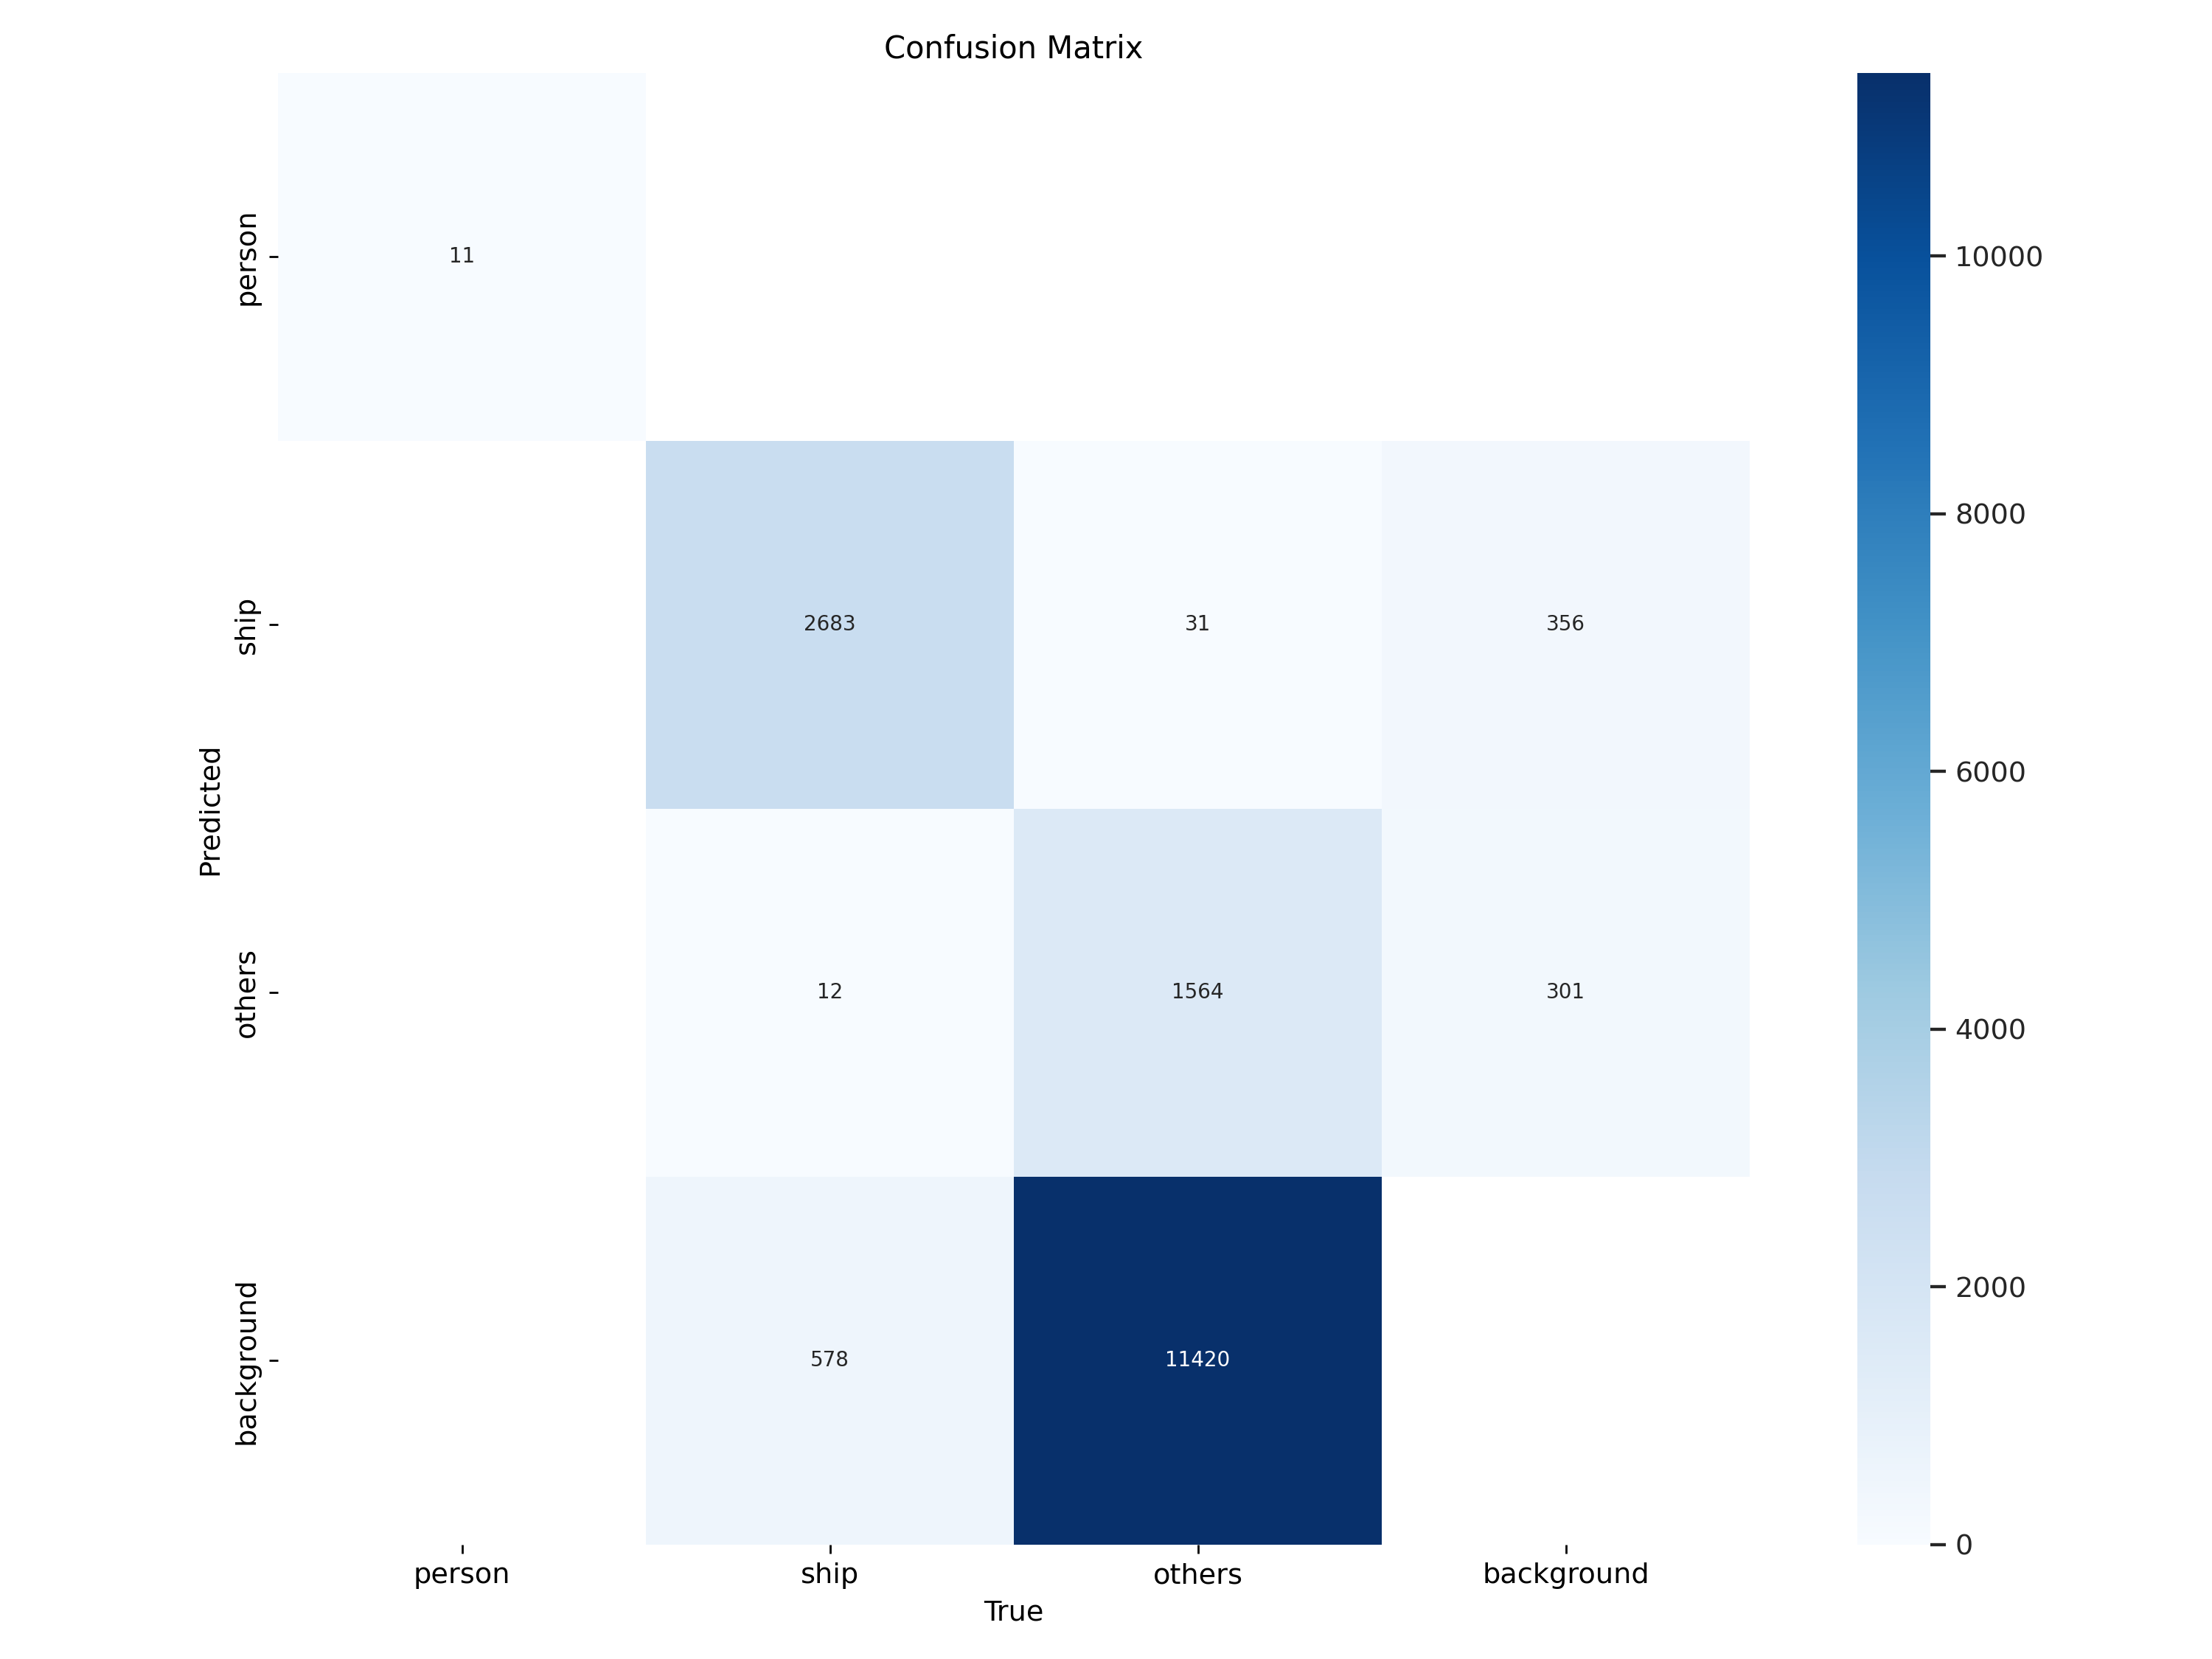 Confusion Matrix
person
11
10000
8000
ship
2683
31
356
6000
Predicted
others
12
1564
301
4000
2000
background
578
11420
0
person
ship
others
background
True